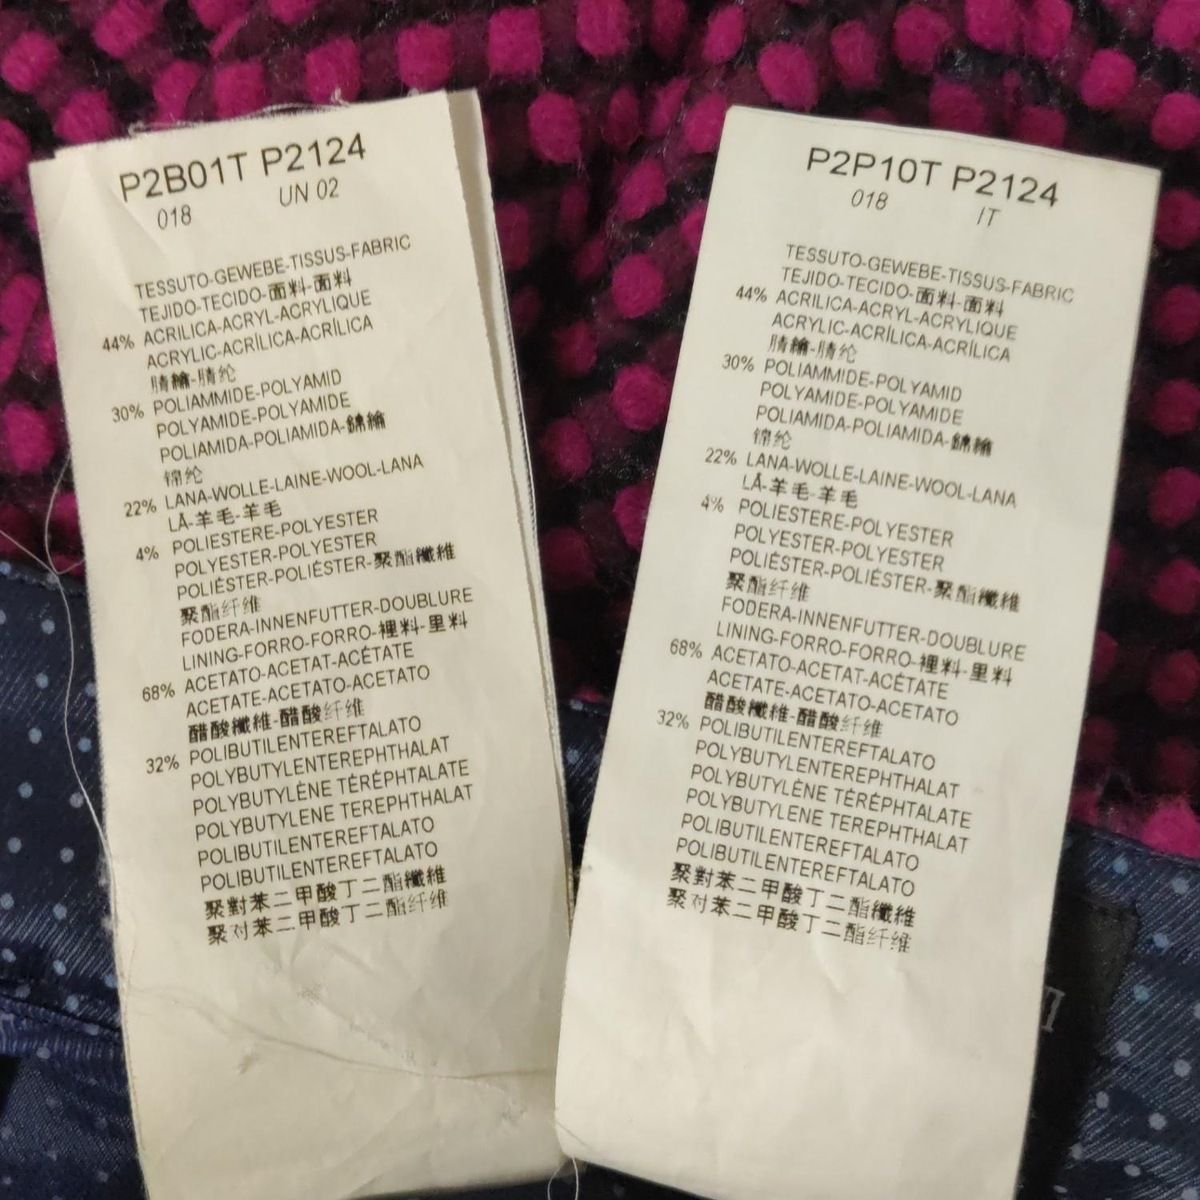 P2B01T P2124
018 UN 02
TESSUTO-GEWEBE-TISSUS-FABRIC
TEJIDO-TECIDO-面料-面料
44% ACRILICA-ACRYL-ACRYLIQUE
ACRYLIC-ACRÍLICA-ACRÍLICA
腈纶
30% POLIAMMIDE-POLYAMID
POLYAMIDE-POLYAMIDE
POLIAMIDA-POLIAMIDA-錦綸
锦纶
22% LANA-WOLLE-LAINE-WOOL-LANA
LÃ-羊毛-羊毛
4% POLIESTERE-POLYESTER
POLYESTER-POLYESTER
POLIÉSTER-POLIÉSTER-聚酯纖維
聚酯纤维
FODERA-INNENFUTTER-DOUBLURE
LINING-FORRO-FORRO-裡料-里料
68% ACETATO-ACETAT-ACÉTATE
ACETATE-ACETATO-ACETATO
醋酸纖維-醋酸纤维
32% POLIBUTILENTEREFTALATO
POLYBUTYLENTEREPHTHALAT
POLYBUTYLÈNE TÉRÉPHTALATE
POLYBUTYLENE TEREPHTHALAT
POLIBUTILENTEREFTALATO
POLIBUTILENTEREFTALATO
聚對苯二甲酸丁二酯纖維
聚对苯二甲酸丁二酯纤维
P2P10T P2124
018 IT
TESSUTO-GEWEBE-TISSUS-FABRIC
TEJIDO-TECIDO-面料-面料
44% ACRILICA-ACRYL-ACRYLIQUE
ACRYLIC-ACRÍLICA-ACRÍLICA
腈纶
30% POLIAMMIDE-POLYAMID
POLYAMIDE-POLYAMIDE
POLIAMIDA-POLIAMIDA-錦綸
锦纶
22% LANA-WOLLE-LAINE-WOOL-LANA
LÃ-羊毛-羊毛
4% POLIESTERE-POLYESTER
POLYESTER-POLYESTER
POLIÉSTER-POLIÉSTER-聚酯纖維
聚酯纤维
FODERA-INNENFUTTER-DOUBLURE
LINING-FORRO-FORRO-裡料-里料
68% ACETATO-ACETAT-ACÉTATE
ACETATE-ACETATO-ACETATO
醋酸纖維-醋酸纤维
32% POLIBUTILENTEREFTALATO
POLYBUTYLENTEREPHTHALAT
POLYBUTYLÈNE TÉRÉPHTALATE
POLYBUTYLENE TEREPHTHALAT
POLIBUTILENTEREFTALATO
POLIBUTILENTEREFTALATO
聚對苯二甲酸丁二酯纖維
聚对苯二甲酸丁二酯纤维